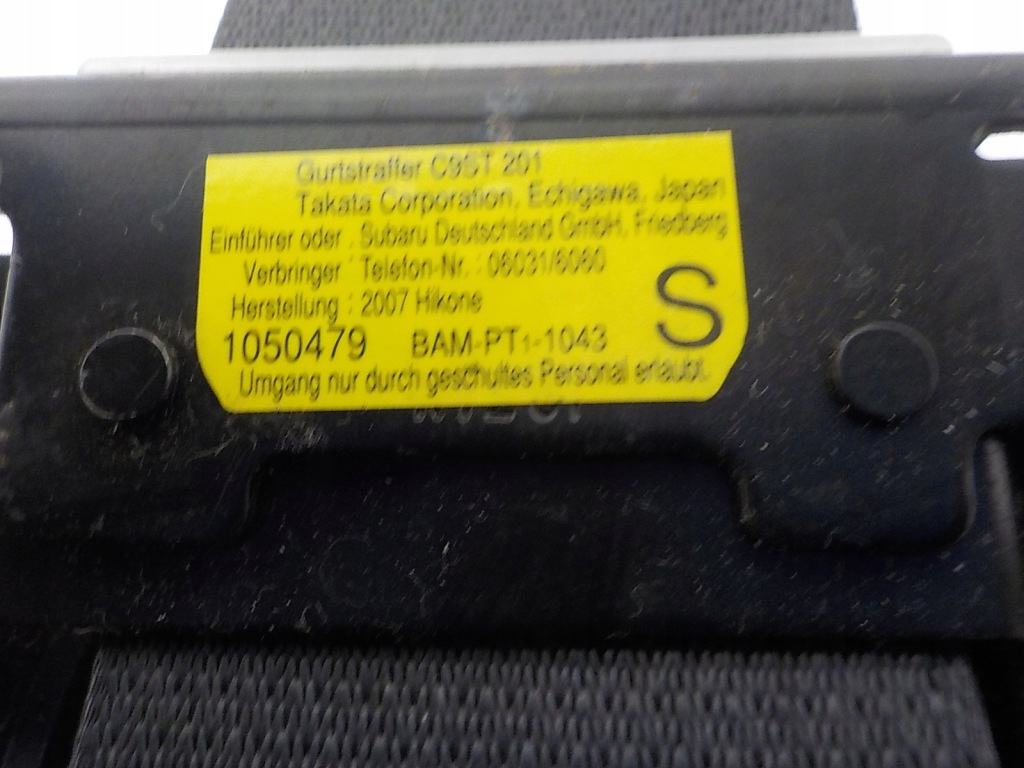 Gurtstraffer C9ST 201
Takata Corporation, Echigawa, Japan
Einführer oder : Subaru Deutschland GmbH, Friedberg
Verbringer Telefon-Nr. : 06031/6060
Herstellung : 2007 Hikone
S
1050479 BAM-PT1-1043
Umgang nur durch geschultes Personal erlaubt.